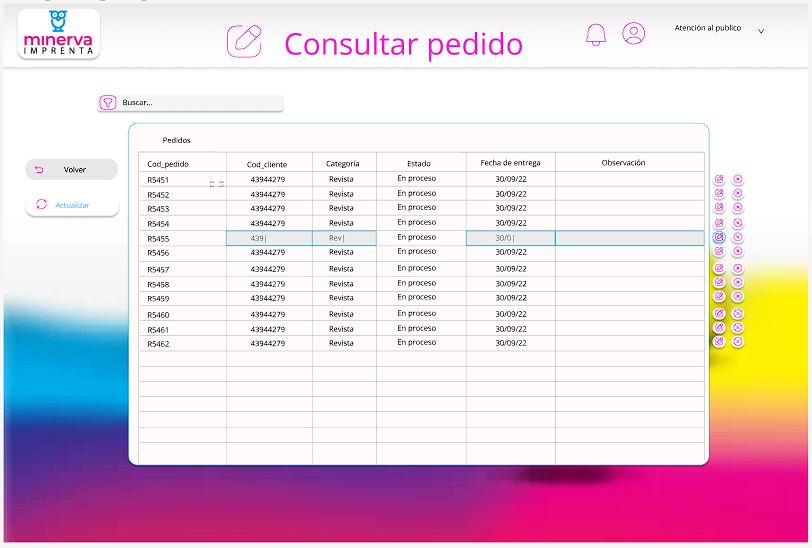 minerva
IMPRENTA
Consultar pedido
Atención al publico
Buscar...
Volver
Actualizar
Pedidos
Cod_pedido Cod_cliente Categoría Estado Fecha de entrega Observación
R5451 43944279 Revista En proceso 30/09/22
R5452 43944279 Revista En proceso 30/09/22
R5453 43944279 Revista En proceso 30/09/22
R5454 43944279 Revista En proceso 30/09/22
R5455 439| Rev| En proceso 30/0|
R5456 43944279 Revista En proceso 30/09/22
R5457 43944279 Revista En proceso 30/09/22
R5458 43944279 Revista En proceso 30/09/22
R5459 43944279 Revista En proceso 30/09/22
R5460 43944279 Revista En proceso 30/09/22
R5461 43944279 Revista En proceso 30/09/22
R5462 43944279 Revista En proceso 30/09/22